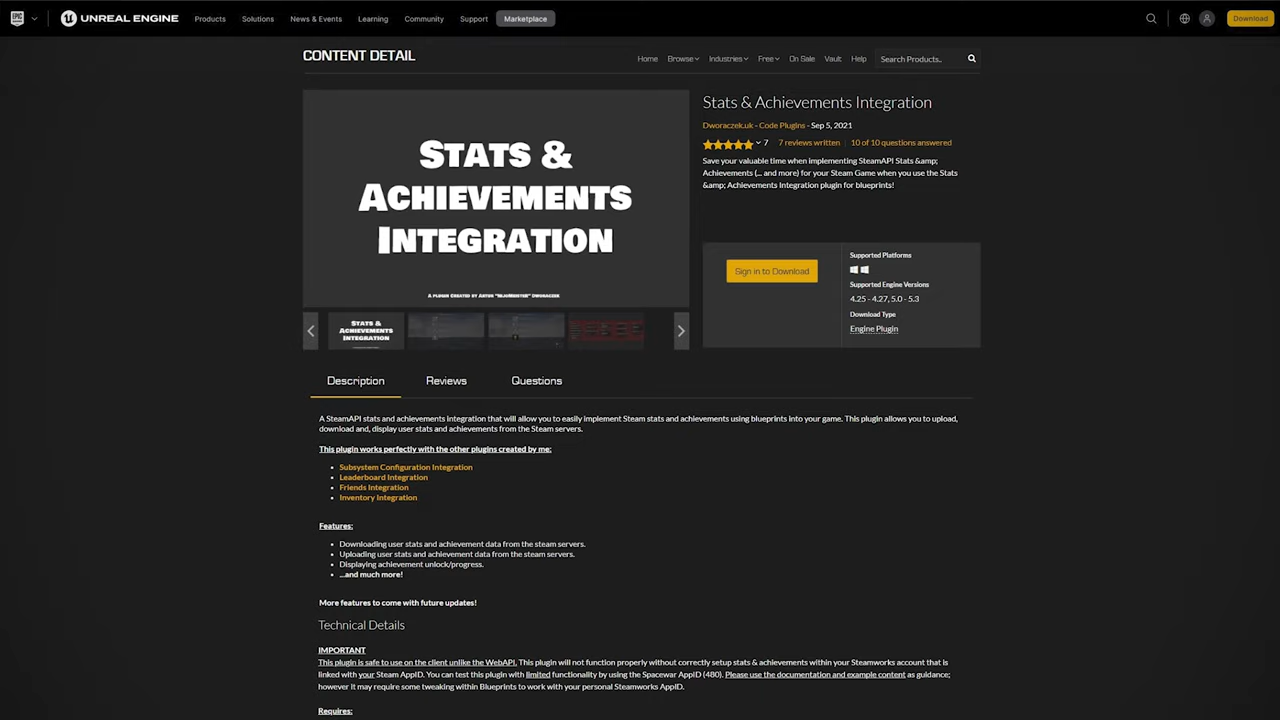 EPIC GAMES
UNREAL ENGINE
Products
Solutions
News & Events
Learning
Community
Support
Marketplace
Download
CONTENT DETAIL
Home
Browse
Industries
Free
On Sale
Vault
Help
Search Products..
STATS &
ACHIEVEMENTS
INTEGRATION
Stats & Achievements Integration
Dworaczek.uk - Code Plugins - Sep 5, 2021
7
7 reviews written
10 of 10 questions answered
Save your valuable time when implementing SteamAPI Stats &amp;
Achievements (,.. and more) for your Steam Game when you use the Stats
&amp; Achievements Integration plugin for blueprints!
Sign in to Download
Supported Platforms
Supported Engine Versions
4.25 - 4.27, 5.0 - 5.3
Download Type
Engine Plugin
STATS &
ACHIEVEMENTS
INTEGRATION
Description
Reviews
Questions
A SteamAPI stats and achievements integration that will allow you to easily implement Steam stats and achievements using blueprints into your game. This plugin allows you to upload,
download and, display user stats and achievements from the Steam servers.
This plugin works perfectly with the other plugins created by me:
Subsystem Configuration Integration
Leaderboard Integration
Friends Integration
Inventory Integration
Features:
Downloading user stats and achievement data from the steam servers.
Uploading user stats and achievement data from the steam servers.
Displaying achievement unlock/progress.
...and much more!
More features to come with future updates!
Technical Details
IMPORTANT
This plugin is safe to use on the client unlike the WebAPI. This plugin will not function properly without correctly setup stats & achievements within your Steamworks account that is
linked with your Steam AppID. You can test this plugin with limited functionality by using the Spacewar AppID (480). Please use the documentation and example content as guidance;
however it may require some tweaking within Blueprints to work with your personal Steamworks AppID.
Requires: